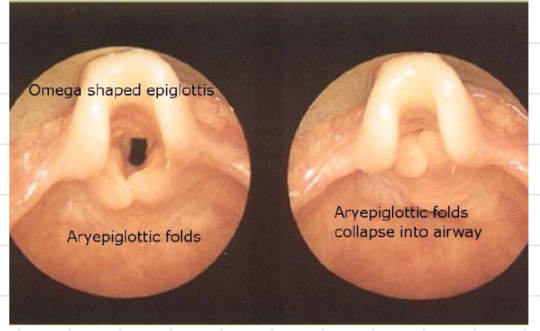 Omega shaped epiglottis
Aryepiglottic folds
Aryepiglottic folds
collapse into airway